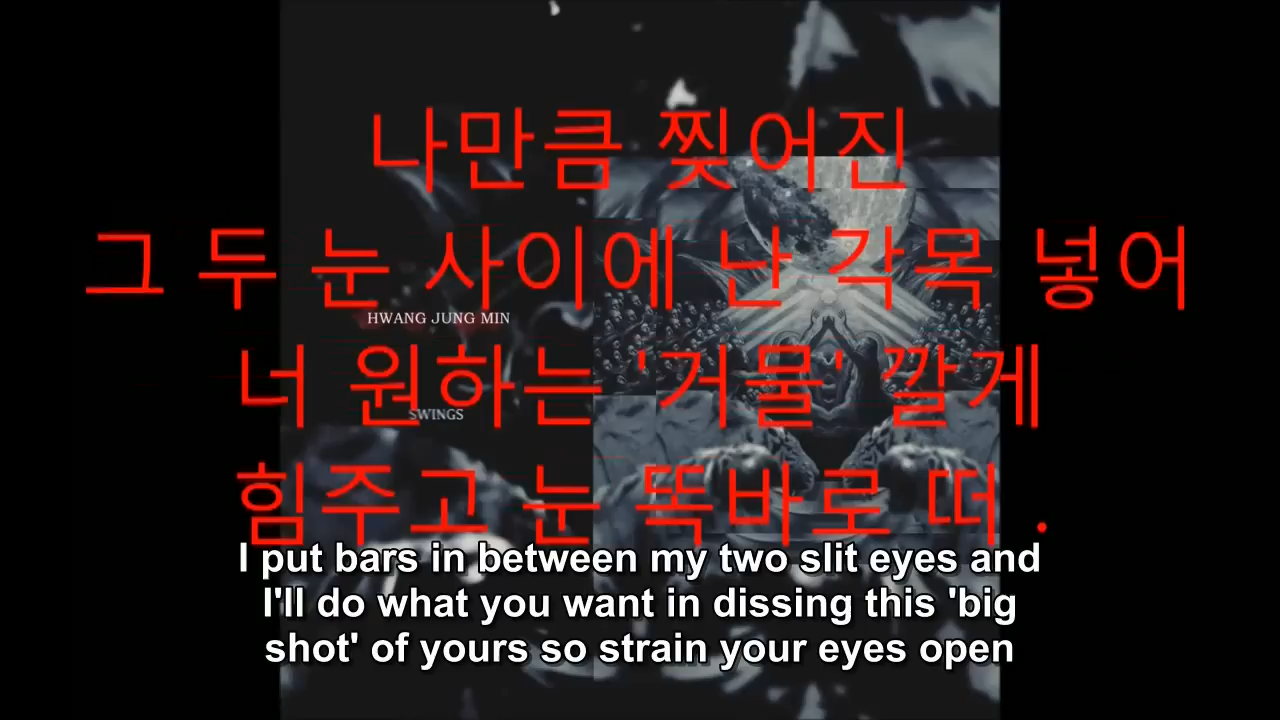 나만큼 찢어진
그 두 눈 사이에 난 각목 넣어
HWANG JUNG MIN
너 원하는 '거물' 깔게
SWINGS
힘주고 눈 똑바로 떠 .
I put bars in between my two slit eyes and
I'll do what you want in dissing this 'big
shot' of yours so strain your eyes open